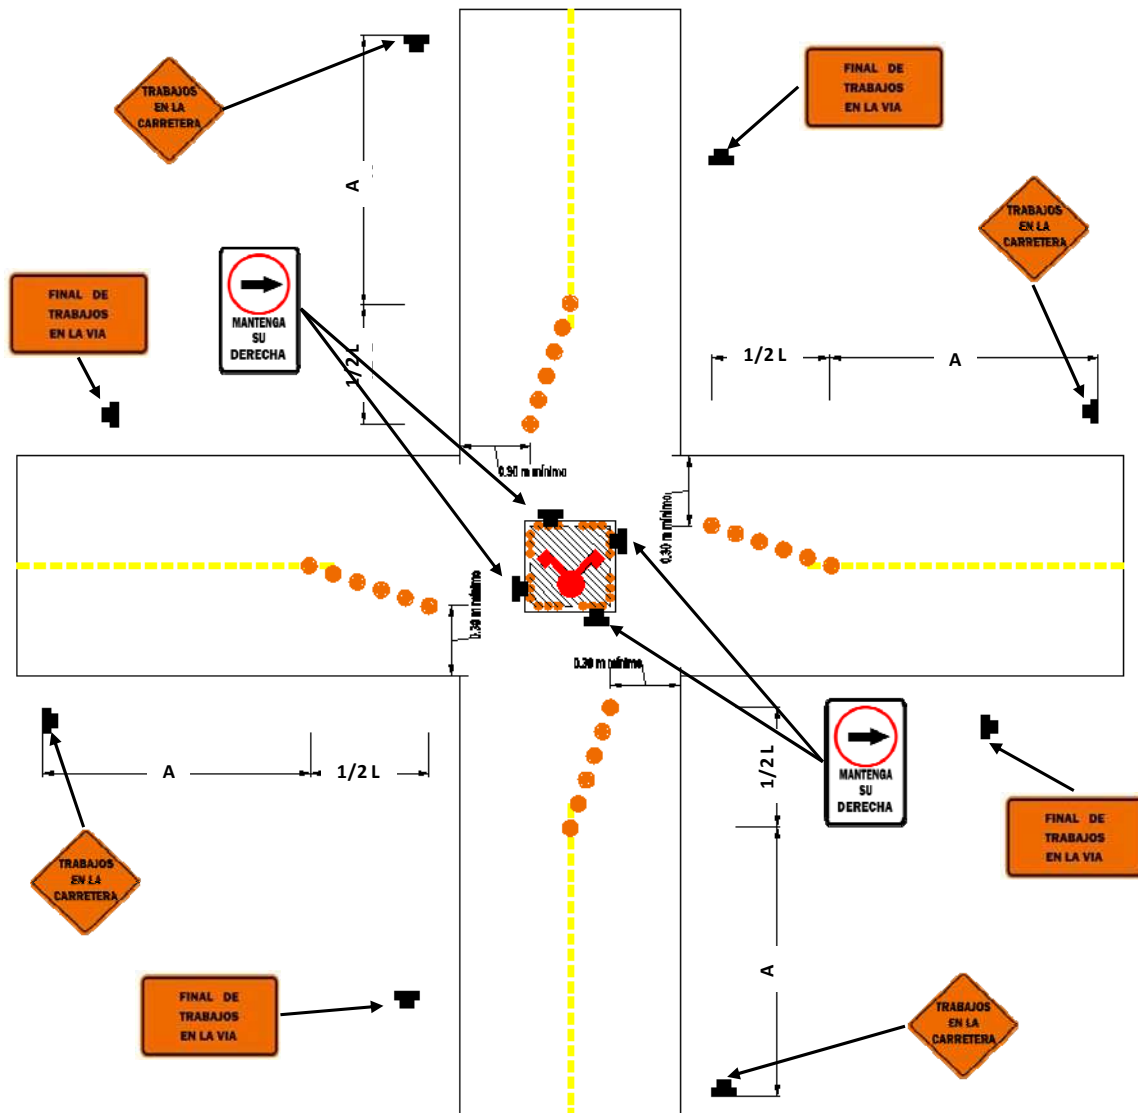 TRABAJOS
EN LA
CARRETERA
FINAL DE
TRABAJOS
EN LA VIA
A
TRABAJOS
EN LA
CARRETERA
MANTENGA
SU
DERECHA
FINAL DE
TRABAJOS
EN LA VIA
1/2 L
1/2 L
A
0.90 m mínimo
0.30 m mínimo
0.30 m mínimo
0.30 m mínimo
A
1/2 L
1/2 L
MANTENGA
SU
DERECHA
FINAL DE
TRABAJOS
EN LA VIA
TRABAJOS
EN LA
CARRETERA
A
FINAL DE
TRABAJOS
EN LA VIA
TRABAJOS
EN LA
CARRETERA